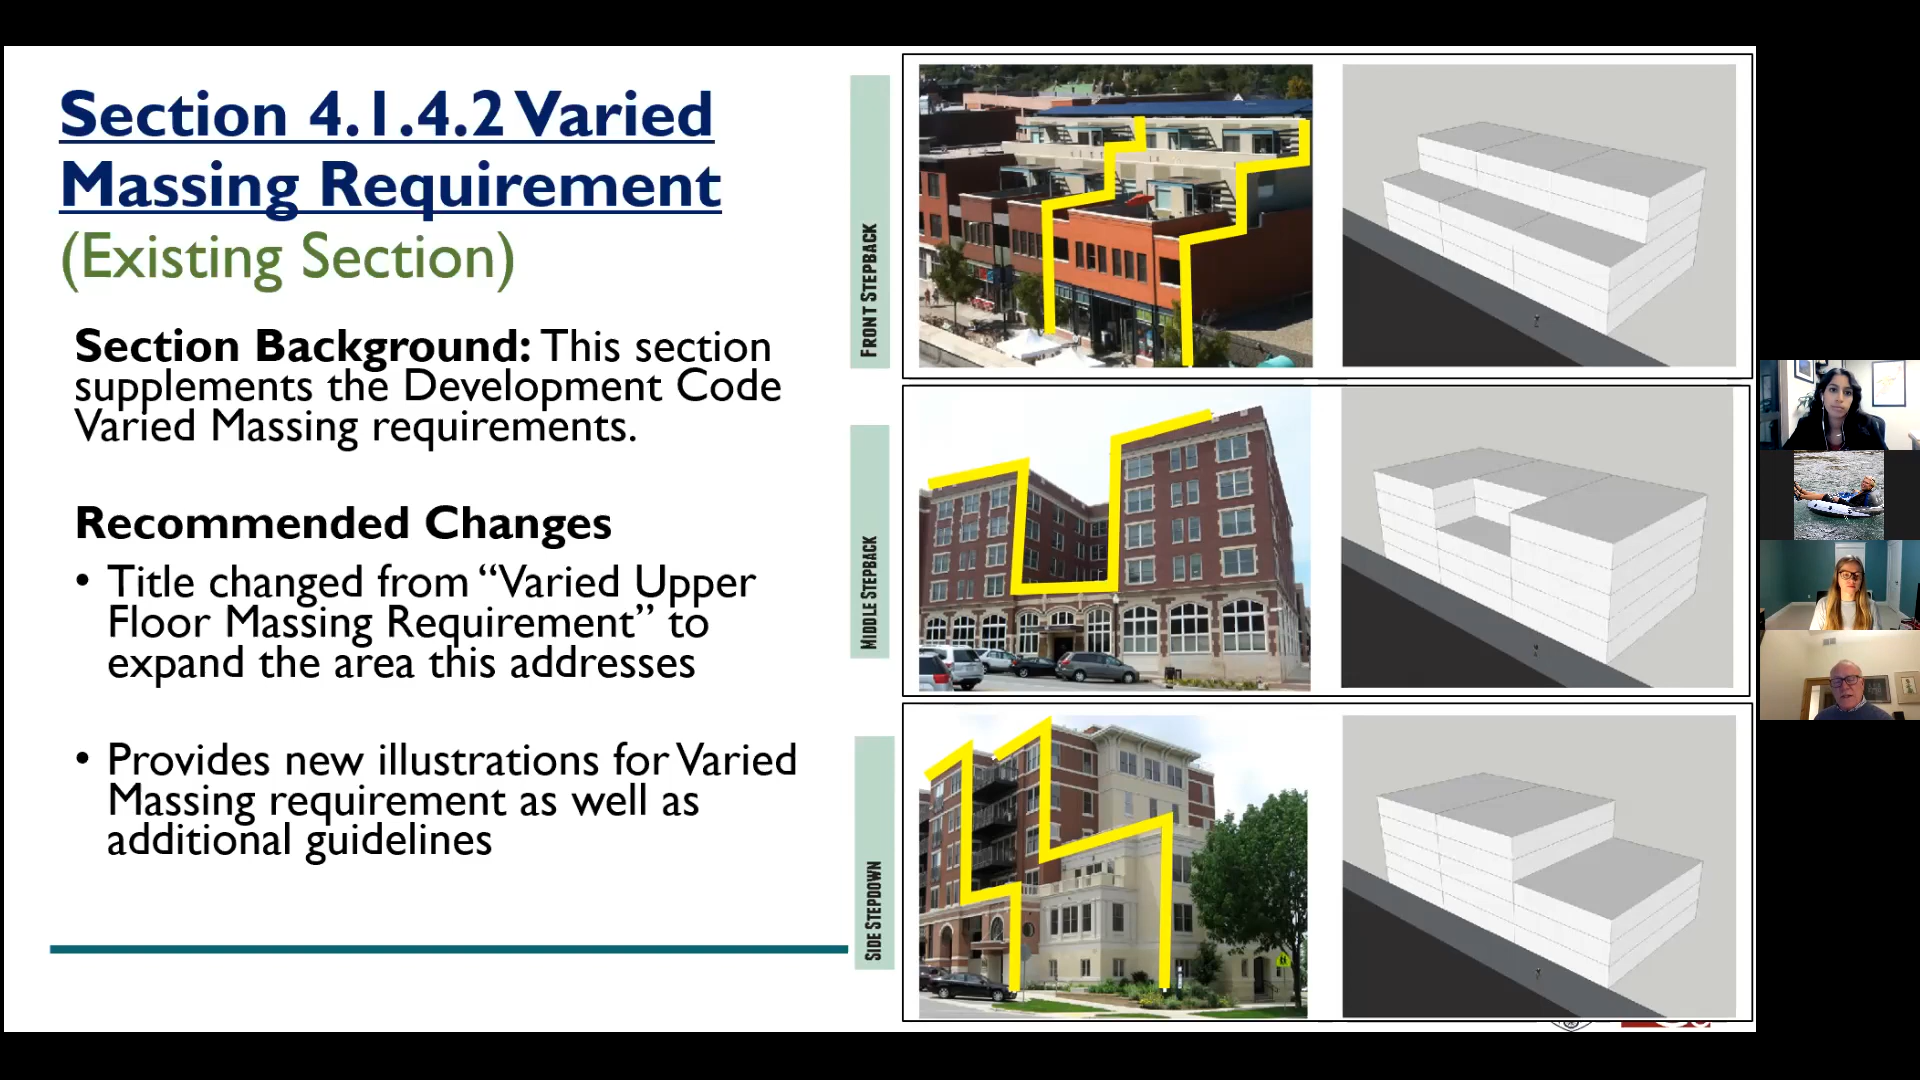 Section 4.1.4.2 Varied
Massing Requirement
(Existing Section)
Section Background: This section
supplements the Development Code
Varied Massing requirements.
Recommended Changes
• Title changed from “Varied Upper
Floor Massing Requirement” to
expand the area this addresses
• Provides new illustrations for Varied
Massing requirement as well as
additional guidelines
FRONT STEPBACK
MIDDLE STEPBACK
SIDE STEPDOWN